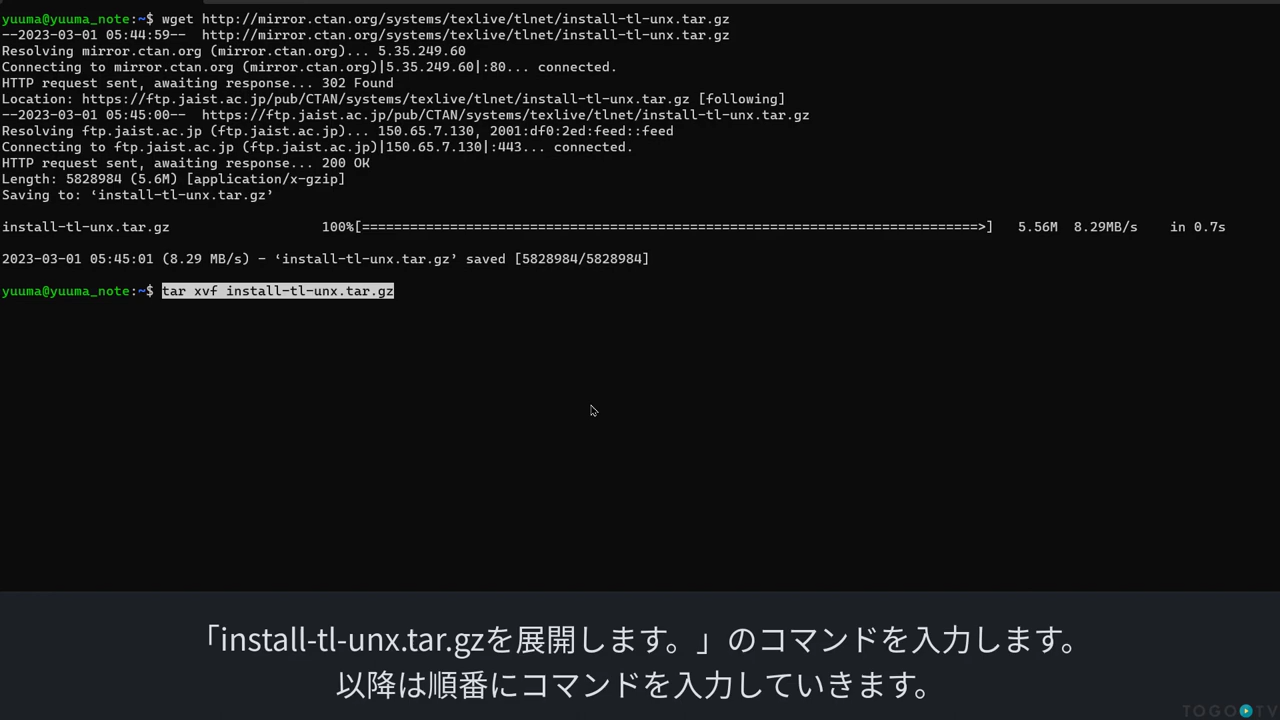 yuuma@yuuma_note:~$ wget http://mirror.ctan.org/systems/texlive/tlnet/install-tl-unx.tar.gz
--2023-03-01 05:44:59--  http://mirror.ctan.org/systems/texlive/tlnet/install-tl-unx.tar.gz
Resolving mirror.ctan.org (mirror.ctan.org)... 5.35.249.60
Connecting to mirror.ctan.org (mirror.ctan.org)|5.35.249.60|:80... connected.
HTTP request sent, awaiting response... 302 Found
Location: https://ftp.jaist.ac.jp/pub/CTAN/systems/texlive/tlnet/install-tl-unx.tar.gz [following]
--2023-03-01 05:45:00--  https://ftp.jaist.ac.jp/pub/CTAN/systems/texlive/tlnet/install-tl-unx.tar.gz
Resolving ftp.jaist.ac.jp (ftp.jaist.ac.jp)... 150.65.7.130, 2001:df0:2ed:feed::feed
Connecting to ftp.jaist.ac.jp (ftp.jaist.ac.jp)|150.65.7.130|:443... connected.
HTTP request sent, awaiting response... 200 OK
Length: 5828984 (5.6M) [application/x-gzip]
Saving to: ‘install-tl-unx.tar.gz’
install-tl-unx.tar.gz 100%[=============================================================================>] 5.56M 8.29MB/s in 0.7s
2023-03-01 05:45:01 (8.29 MB/s) - ‘install-tl-unx.tar.gz’ saved [5828984/5828984]
yuuma@yuuma_note:~$ tar xvf install-tl-unx.tar.gz
「install-tl-unx.tar.gzを展開します。」のコマンドを入力します。
以降は順番にコマンドを入力していきます。
TOGO TV